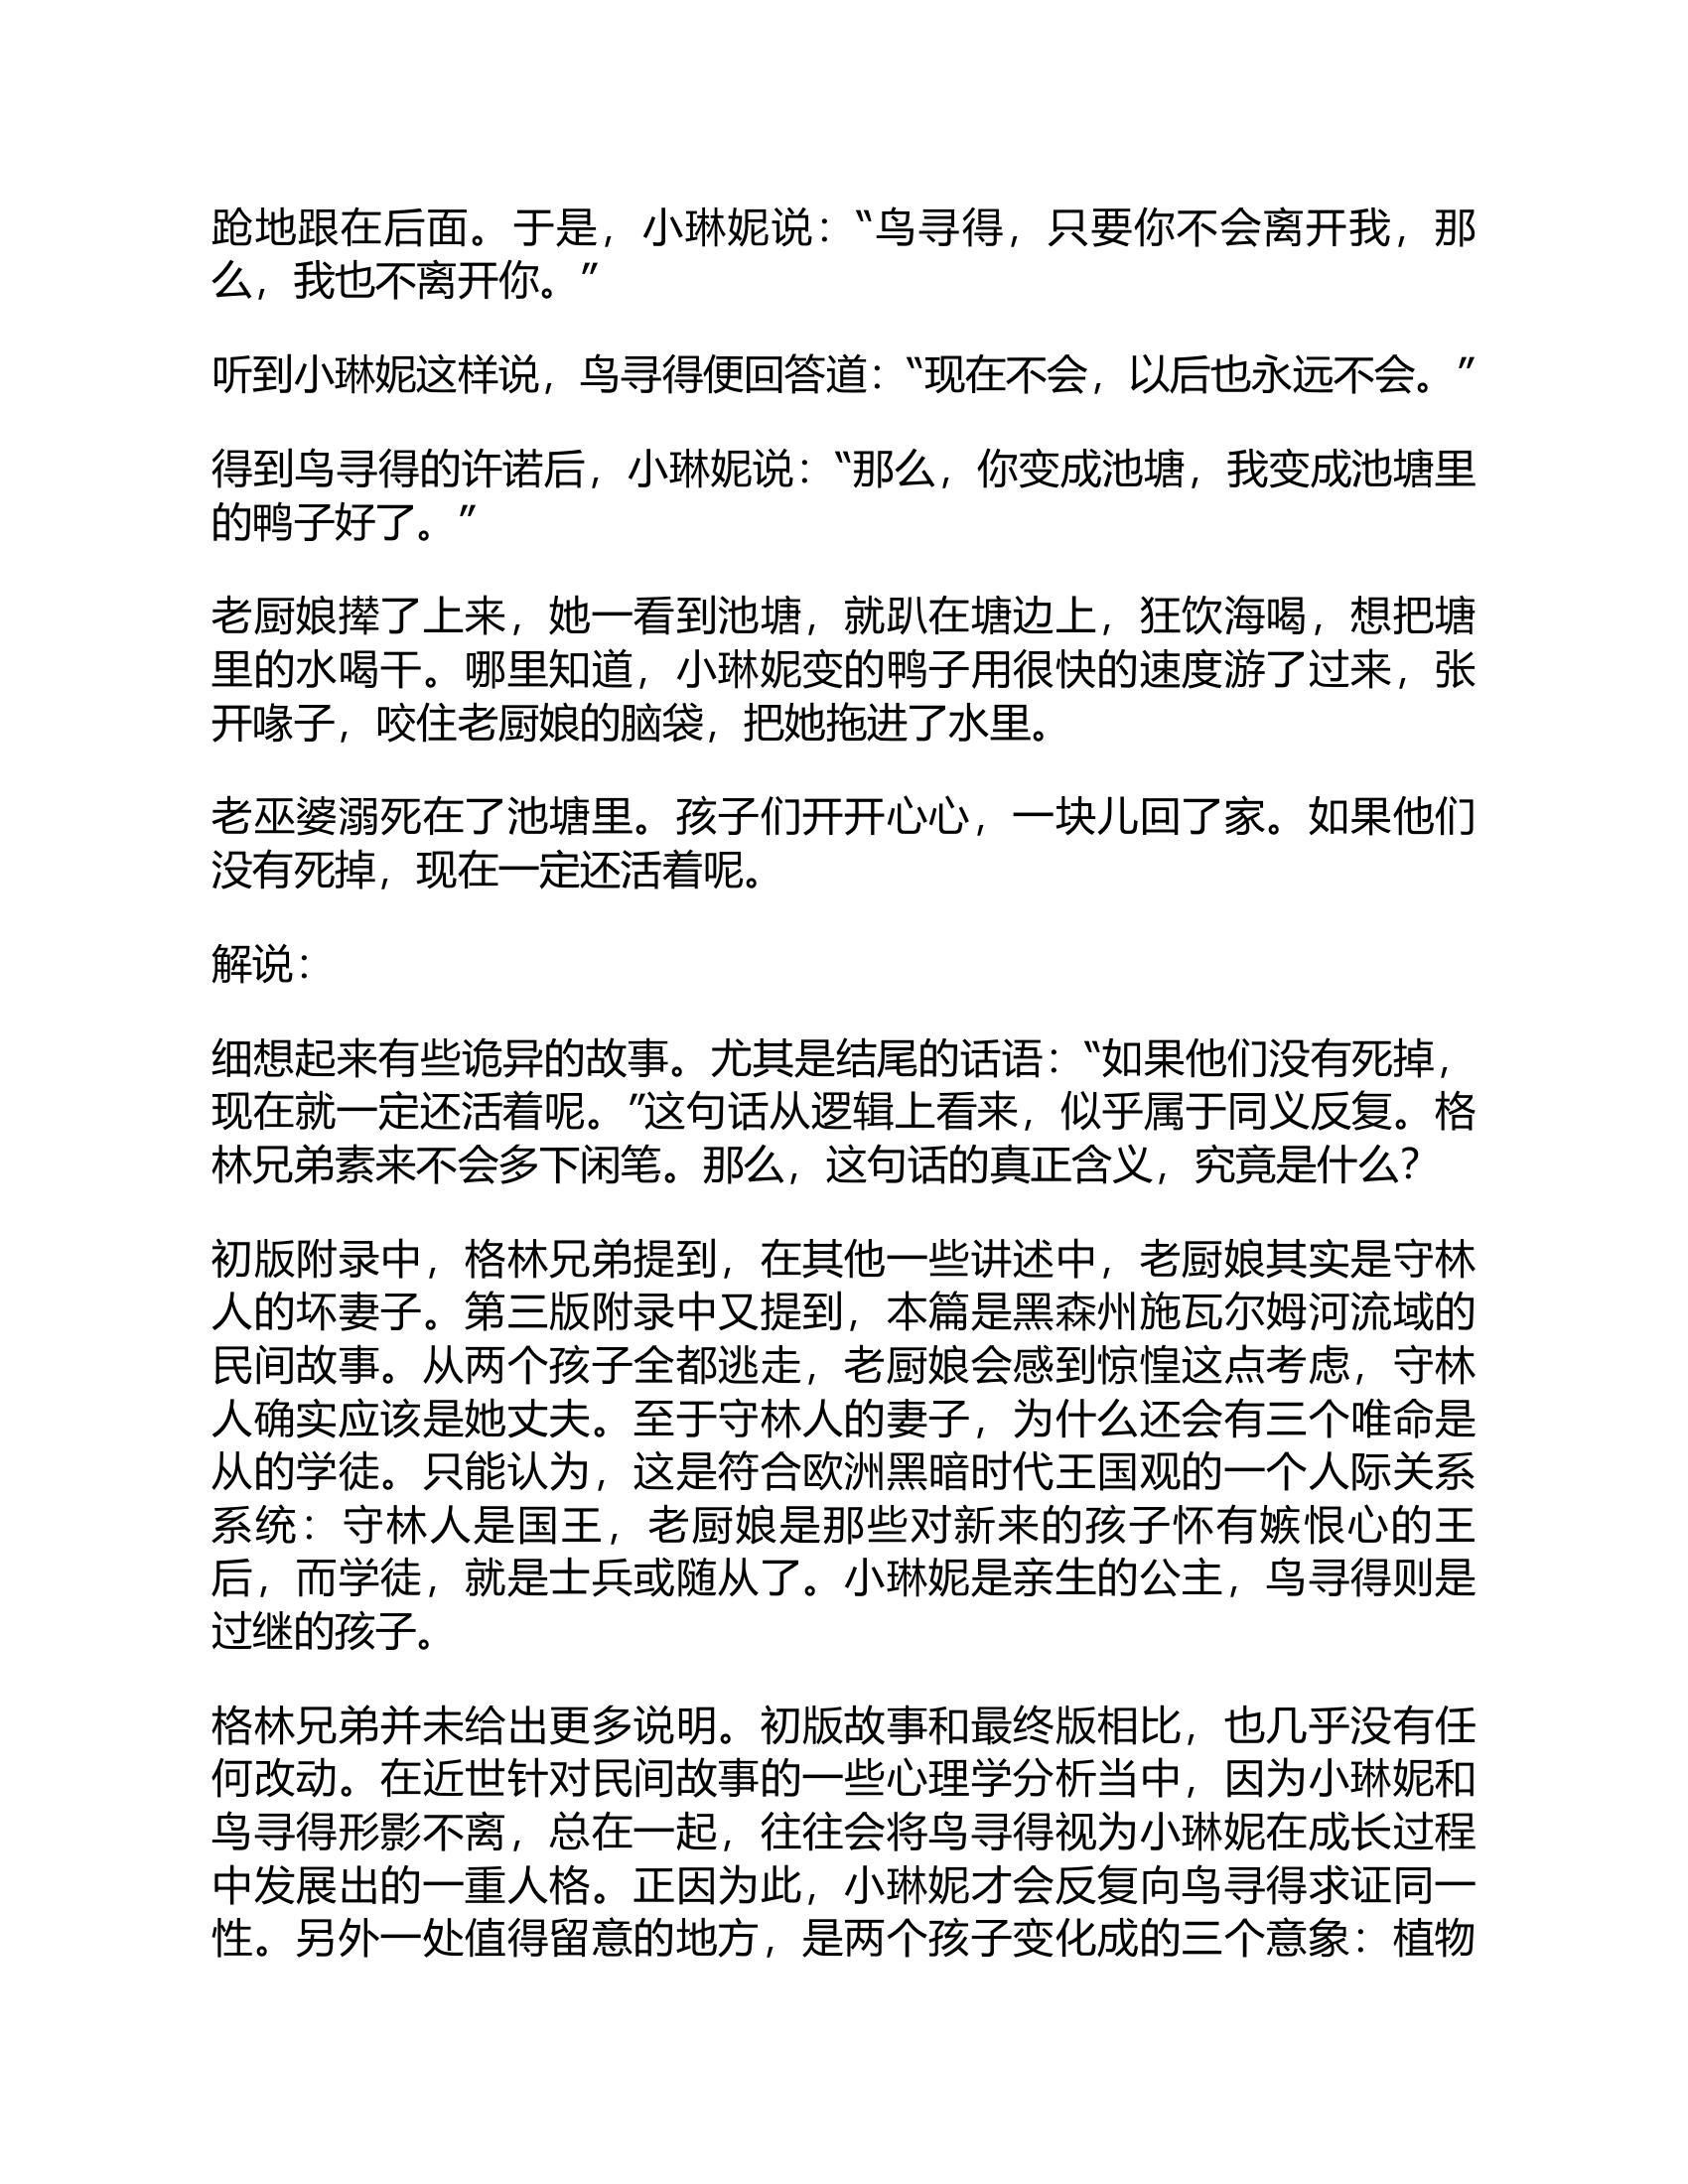 跄地跟在后面。于是，小琳妮说：“鸟寻得，只要你不会离开我，那
么，我也不离开你。”
听到小琳妮这样说，鸟寻得便回答道：“现在不会，以后也永远不会。”
得到鸟寻得的许诺后，小琳妮说：“那么，你变成池塘，我变成池塘里
的鸭子好了。”
老厨娘撵了上来，她一看到池塘，就趴在塘边上，狂饮海喝，想把塘
里的水喝干。哪里知道，小琳妮变的鸭子用很快的速度游了过来，张
开喙子，咬住老厨娘的脑袋，把她拖进了水里。
老巫婆溺死在了池塘里。孩子们开开心心，一块儿回了家。如果他们
没有死掉，现在一定还活着呢。
解说：
细想起来有些诡异的故事。尤其是结尾的话语：“如果他们没有死掉，
现在就一定还活着呢。”这句话从逻辑上看来，似乎属于同义反复。格
林兄弟素来不会多下闲笔。那么，这句话的真正含义，究竟是什么？
初版附录中，格林兄弟提到，在其他一些讲述中，老厨娘其实是守林
人的坏妻子。第三版附录中又提到，本篇是黑森州施瓦尔姆河流域的
民间故事。从两个孩子全都逃走，老厨娘会感到惊惶这点考虑，守林
人确实应该是她丈夫。至于守林人的妻子，为什么还会有三个唯命是
从的学徒。只能认为，这是符合欧洲黑暗时代王国观的一个人际关系
系统：守林人是国王，老厨娘是那些对新来的孩子怀有嫉恨心的王
后，而学徒，就是士兵或随从了。小琳妮是亲生的公主，鸟寻得则是
过继的孩子。
格林兄弟并未给出更多说明。初版故事和最终版相比，也几乎没有任
何改动。在近世针对民间故事的一些心理学分析当中，因为小琳妮和
鸟寻得形影不离，总在一起，往往会将鸟寻得视为小琳妮在成长过程
中发展出的一重人格。正因为此，小琳妮才会反复向鸟寻得求证同一
性。另外一处值得留意的地方，是两个孩子变化成的三个意象：植物